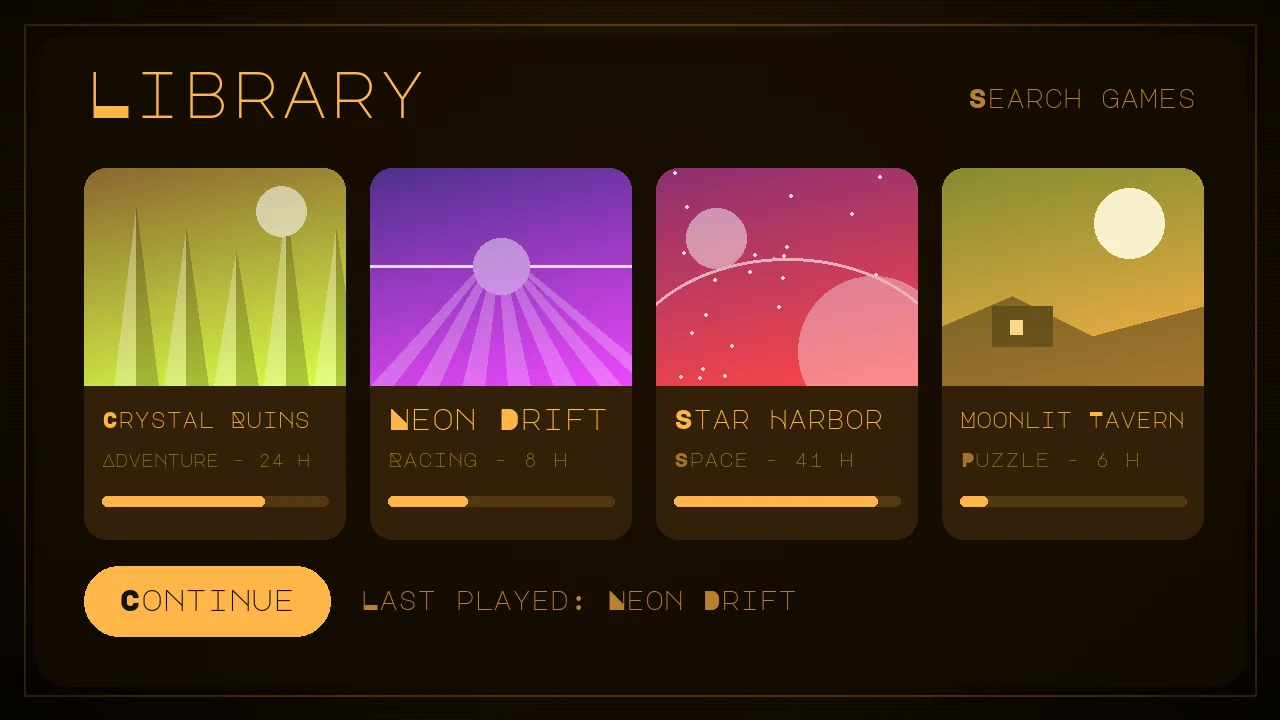 Library
Search Games
Crystal Ruins
Adventure - 24 h
Neon Drift
Racing - 8 h
Star Harbor
Space - 41 h
Moonlit Tavern
Puzzle - 6 h
Continue
Last played: Neon Drift